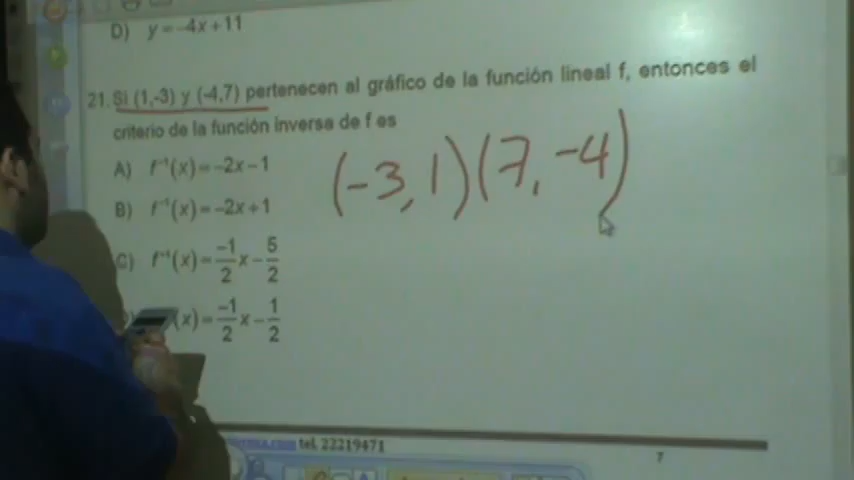 D) y = -4x + 11
21. Si (1,-3) y (-4,7) pertenecen al gráfico de la función lineal f, entonces el
criterio de la función inversa de f es
A) f⁻¹(x) = -2x - 1
B) f⁻¹(x) = -2x + 1
C) f⁻¹(x) = -1/2 x - 5/2
(x) = -1/2 x - 1/2
(-3, 1) (7, -4)
.com tel. 22219471
7